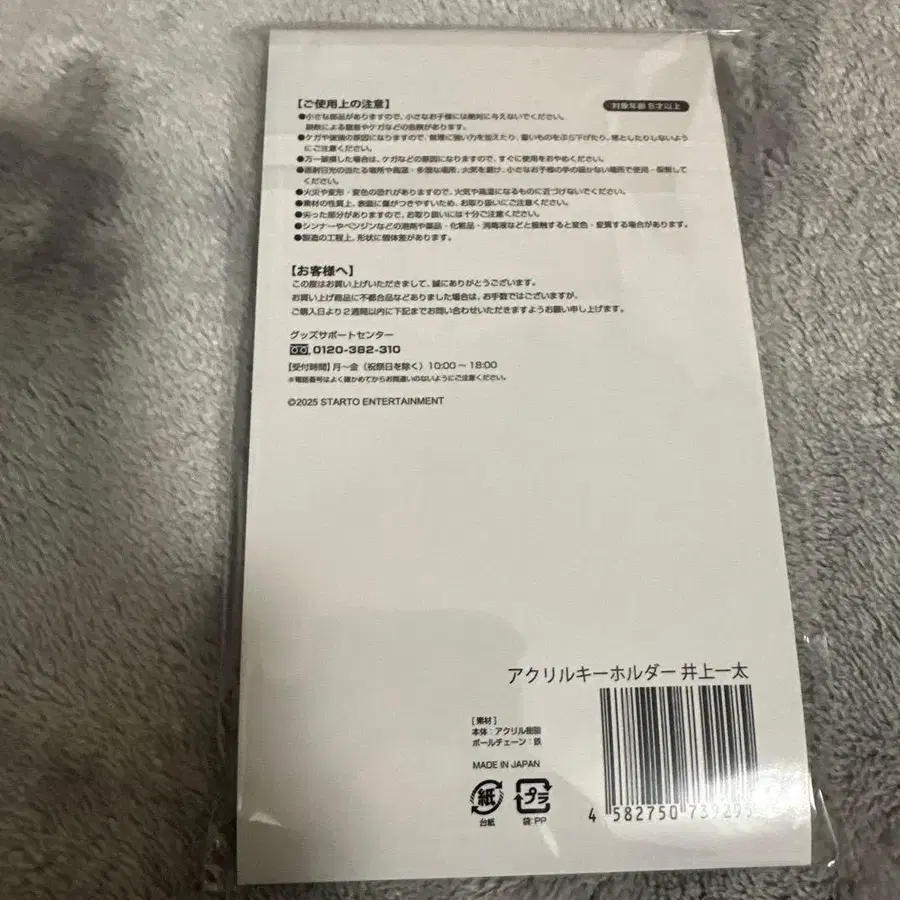 【ご使用上の注意】
対象年齢 6才以上
●小さな部品がありますので、小さなお子様には絶対に与えないでください。
誤飲による窒息やケガなどの危険があります。
●ケガや破損の原因になりますので、無理に強い力を加えたり、重いものをぶら下げたり、落としたりしないよう
にご注意ください。
●万一破損した場合は、ケガなどの原因になりますので、すぐに使用をおやめください。
●直射日光の当たる場所や高温・多湿な場所、火気を避け、小さなお子様の手の届かない場所で使用・保管して
ください。
●火災や変形・変色の恐れがありますので、火気や高温になるものに近づけないでください。
●素材の性質上、表面に傷がつきやすいため、お取り扱いにご注意ください。
●尖った部分がありますので、お取り扱いには十分ご注意ください。
●シンナーやベンジンなどの溶剤や薬品・化粧品・消毒液などと接触すると変色・変質する場合があります。
●製造の工程上、形状に個体差があります。
【お客様へ】
この度はお買い上げいただきまして、誠にありがとうございます。
お買い上げ商品に不都合品などありました場合は、お手数ではございますが、
ご購入日より2週間以内に下記までお問い合わせいただきますようお願い申し上げます。
グッズサポートセンター
0120-382-310
【受付時間】月～金（祝祭日を除く）10:00～18:00
※電話番号はよく確かめてからお間違いのないようにご注意ください。
©2025 STARTO ENTERTAINMENT
アクリルキーホルダー 井上一太
[素材]
本体：アクリル樹脂
ボールチェーン：鉄
MADE IN JAPAN
紙
プラ
台紙
袋:PP
4 582750 739295